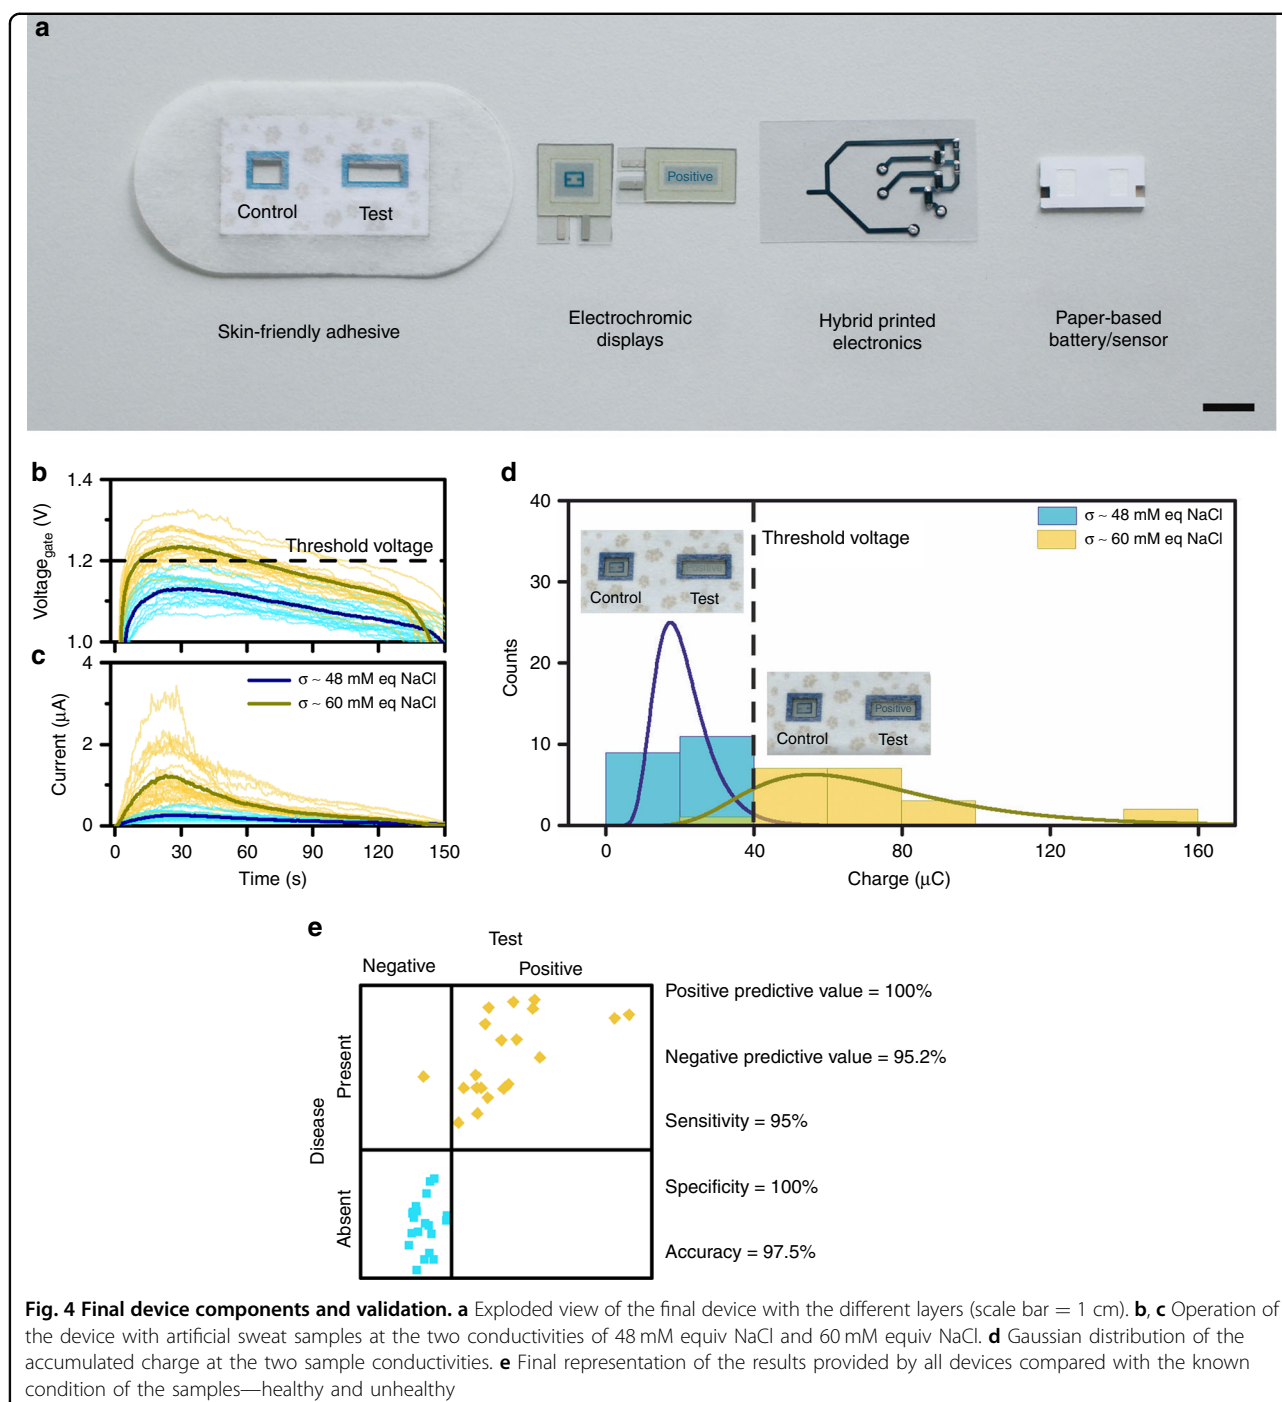 a
Control
Test
Positive
Skin-friendly adhesive
Electrochromic
displays
Hybrid printed
electronics
Paper-based
battery/sensor
b
1.4
1.2
1.0
Voltage gate (V)
Threshold voltage
c
4
2
0
Current (μA)
σ ~ 48 mM eq NaCl
σ ~ 60 mM eq NaCl
0 30 60 90 120 150
Time (s)
d
40
30
20
10
0
Counts
σ ~ 48 mM eq NaCl
σ ~ 60 mM eq NaCl
Threshold voltage
Control Test
Positive
Control Test
0 40 80 120 160
Charge (μC)
e
Test
Negative Positive
Disease
Present
Absent
Positive predictive value = 100%
Negative predictive value = 95.2%
Sensitivity = 95%
Specificity = 100%
Accuracy = 97.5%
Fig. 4 Final device components and validation. a Exploded view of the final device with the different layers (scale bar = 1 cm). b, c Operation of
the device with artificial sweat samples at the two conductivities of 48 mM equiv NaCl and 60 mM equiv NaCl. d Gaussian distribution of the
accumulated charge at the two sample conductivities. e Final representation of the results provided by all devices compared with the known
condition of the samples—healthy and unhealthy